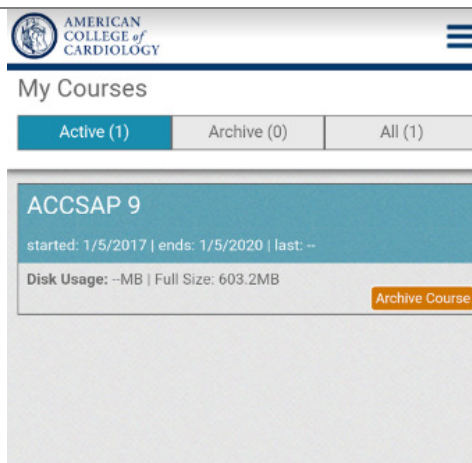 AMERICAN
COLLEGE of
CARDIOLOGY
My Courses
Active (1)
Archive (0)
All (1)
ACCSAP 9
started: 1/5/2017 | ends: 1/5/2020 | last: --
Disk Usage: --MB | Full Size: 603.2MB
Archive Course